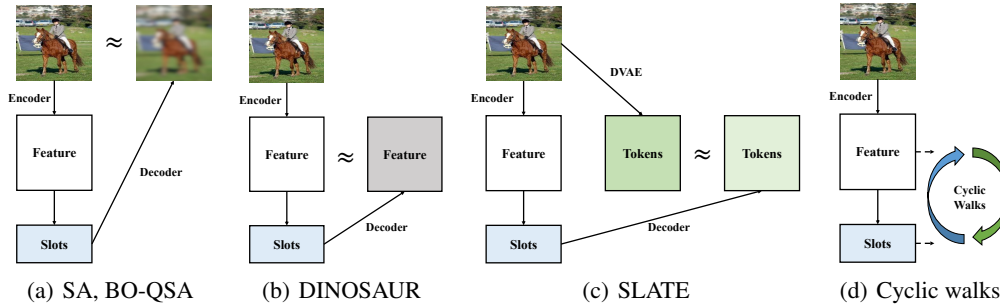 ≈
Encoder
Feature
Decoder
Slots
(a) SA, BO-QSA
Encoder
Feature
≈
Feature
Decoder
Slots
(b) DINOSAUR
DVAE
Encoder
Feature
Tokens
≈
Tokens
Decoder
Slots
(c) SLATE
Encoder
Feature
Cyclic
Walks
Slots
(d) Cyclic walks